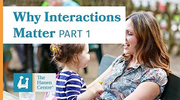 Why Interactions
Matter PART 1
The
Hanen
Centre®